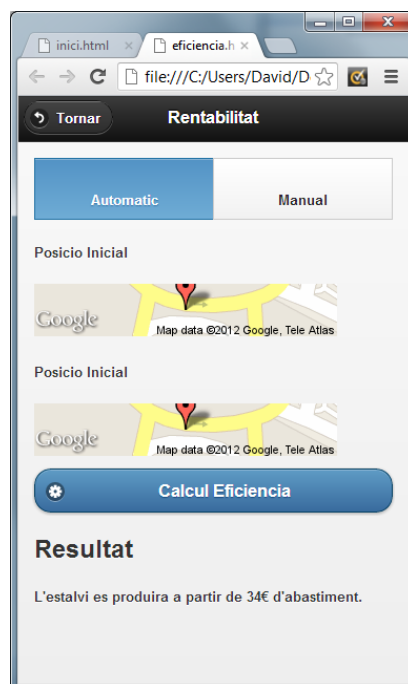 inici.html
eficiencia.h
file:///C:/Users/David/D
Tornar
Rentabilitat
Automatic
Manual
Posicio Inicial
Google
Map data ©2012 Google, Tele Atlas
Posicio Inicial
Google
Map data ©2012 Google, Tele Atlas
Calcul Eficiencia
Resultat
L'estalvi es produira a partir de 34€ d'abastiment.